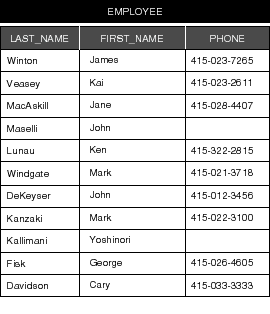 EMPLOYEE
LAST_NAME FIRST_NAME PHONE
Winton James 415-023-7265
Veasey Kai 415-023-2611
MacAskill Jane 415-028-4407
Maselli John
Lunau Ken 415-322-2815
Windgate Mark 415-021-3718
DeKeyser John 415-012-3456
Kanzaki Mark 415-022-3100
Kallimani Yoshinori
Fisk George 415-026-4605
Davidson Cary 415-033-3333